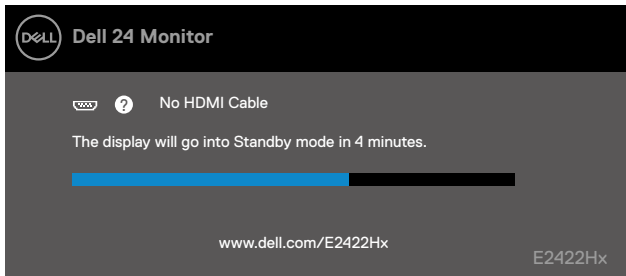 DELL
Dell 24 Monitor
? No HDMI Cable
The display will go into Standby mode in 4 minutes.
www.dell.com/E2422Hx
E2422Hx